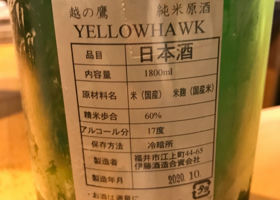 越の鷹 純米原酒
YELLOWHAWK
品目 日本酒
内容量 1800ml
原材料名 米(国産) 米麹(国産米)
精米歩合 60%
アルコール分 17度
保存方法 冷暗所
製造者 福井市江上町44-65
伊藤酒造合資会社
製造年月 2020.10.
・お酒は